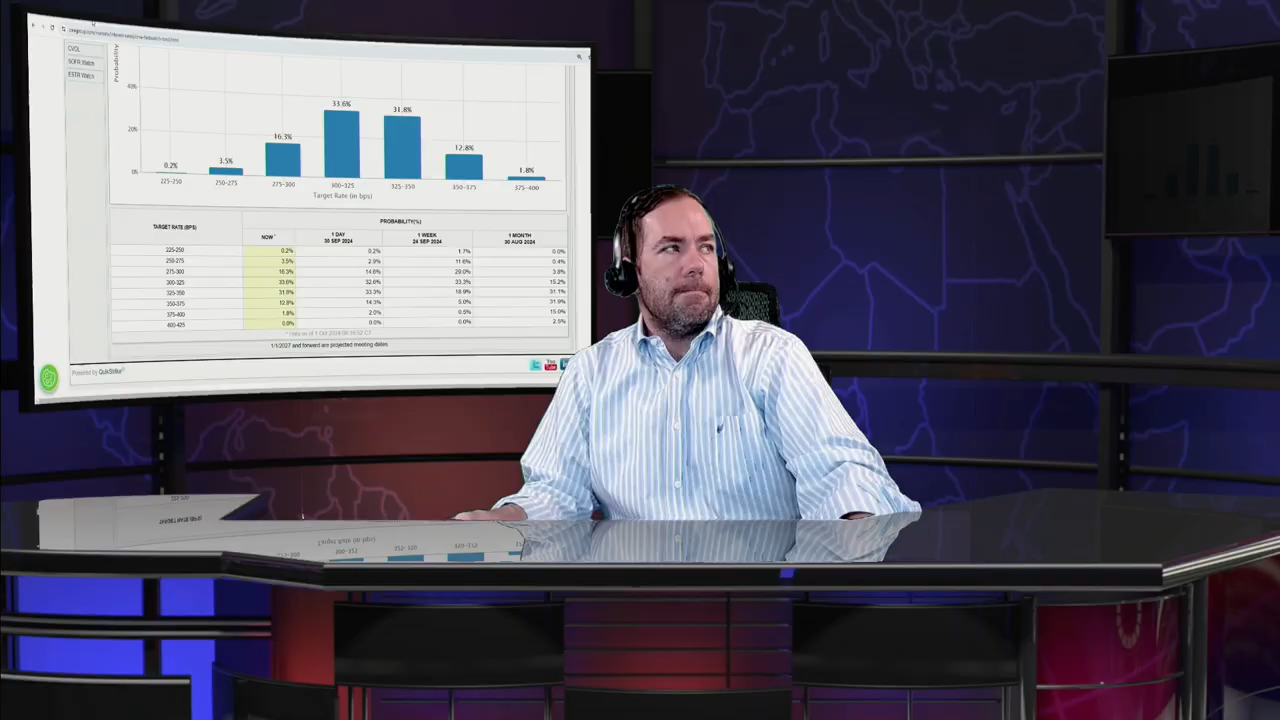 CVOL
SOFR Watch
ESTR Watch
Probability
40%
20%
0%
0.2%
3.5%
16.3%
33.6%
31.8%
12.8%
1.8%
225-250
250-275
275-300
300-325
325-350
350-375
375-400
Target Rate (in bps)
TARGET RATE (BPS)
PROBABILITY(%)
NOW *
1 DAY
30 SEP 2024
1 WEEK
24 SEP 2024
1 MONTH
30 AUG 2024
225-250 0.2% 0.2% 1.7% 0.0%
250-275 3.5% 2.9% 11.6% 0.4%
275-300 16.3% 14.6% 29.0% 3.8%
300-325 33.6% 32.6% 33.3% 15.2%
325-350 31.8% 33.3% 18.9% 31.1%
350-375 12.8% 14.3% 5.0% 31.9%
375-400 1.8% 2.0% 0.5% 15.0%
400-425 0.0% 0.0% 0.0% 2.5%
1/1/2027 and forward are projected meeting dates
Powered by QuikStrike